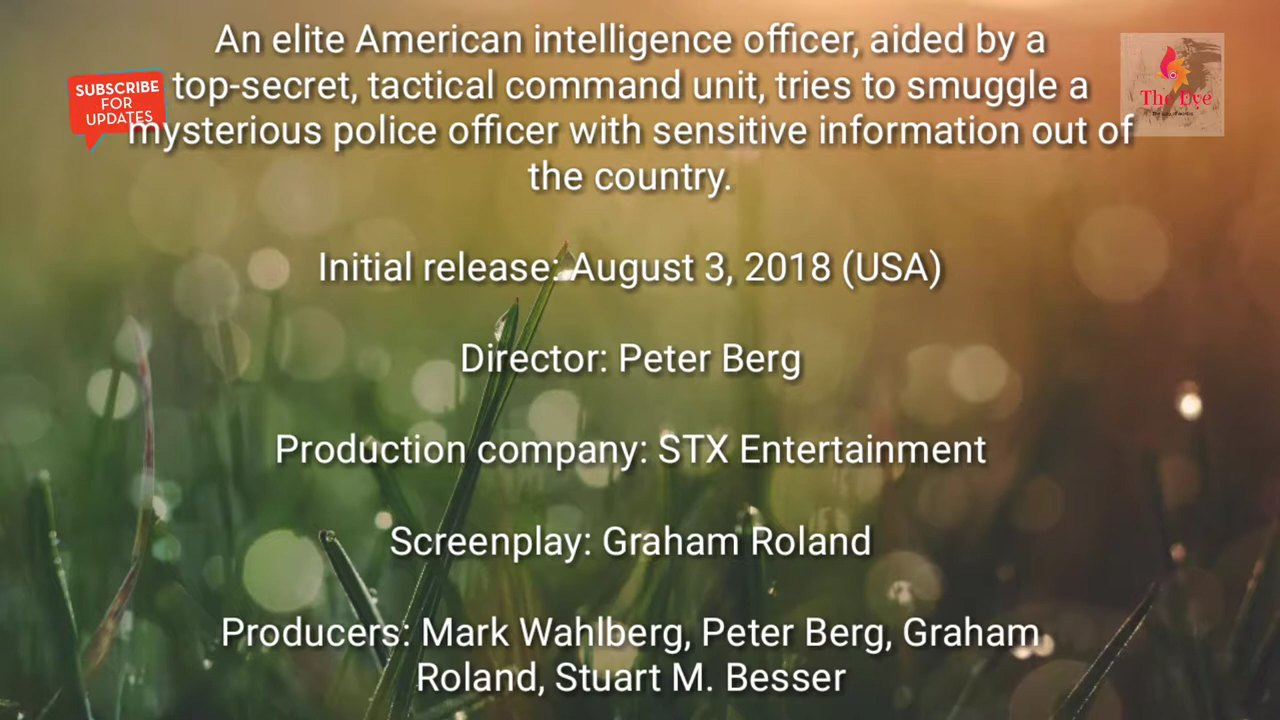 An elite American intelligence officer, aided by a
top-secret, tactical command unit, tries to smuggle a
mysterious police officer with sensitive information out of
the country.
Initial release: August 3, 2018 (USA)
Director: Peter Berg
Production company: STX Entertainment
Screenplay: Graham Roland
Producers: Mark Wahlberg, Peter Berg, Graham
Roland, Stuart M. Besser
SUBSCRIBE
FOR
UPDATES
The Eye